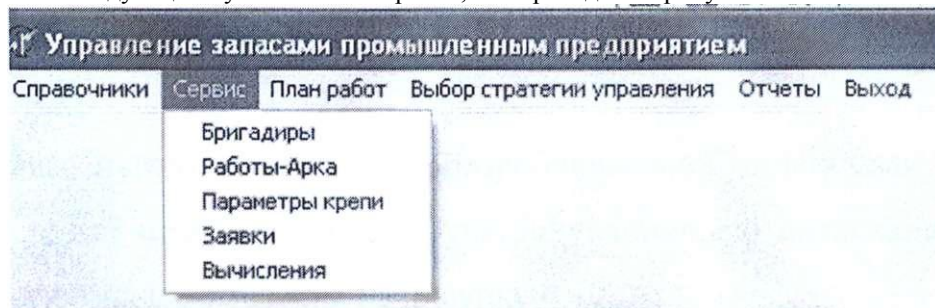 Управление запасами промышленным предприятием
Справочники Сервис План работ Выбор стратегии управления Отчеты Выход
Бригадиры
Работы-Арка
Параметры крепи
Заявки
Вычисления